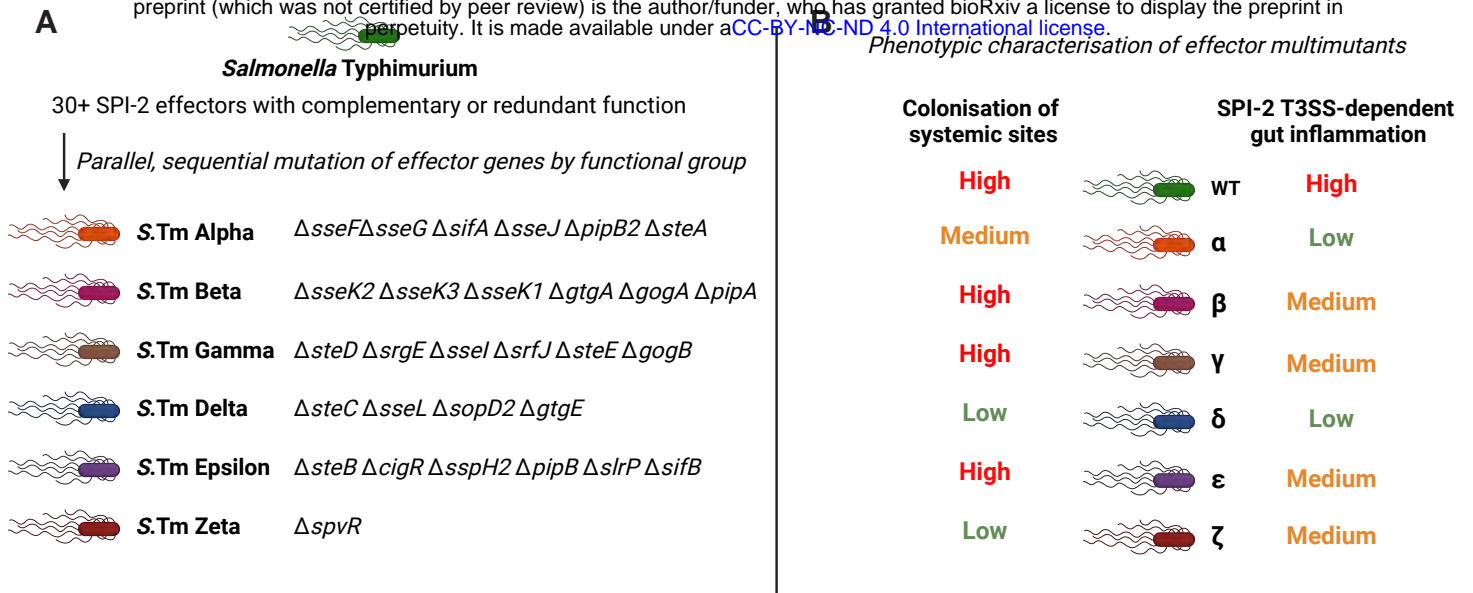 preprint (which was not certified by peer review) is the author/funder, who has granted bioRxiv a license to display the preprint in
perpetuity. It is made available under aCC-BY-NC-ND 4.0 International license.
A
Salmonella Typhimurium
30+ SPI-2 effectors with complementary or redundant function
Parallel, sequential mutation of effector genes by functional group
S.Tm Alpha ΔsseFΔsseG ΔsifA ΔsseJ ΔpipB2 ΔsteA
S.Tm Beta ΔsseK2 ΔsseK3 ΔsseK1 ΔgtgA ΔgogA ΔpipA
S.Tm Gamma ΔsteD ΔsrgE ΔsseI ΔsrfJ ΔsteE ΔgogB
S.Tm Delta ΔsteC ΔsseL ΔsopD2 ΔgtgE
S.Tm Epsilon ΔsteB ΔcigR ΔsspH2 ΔpipB ΔslrP ΔsifB
S.Tm Zeta ΔspvR
B
Phenotypic characterisation of effector multimutants
Colonisation of
systemic sites
SPI-2 T3SS-dependent
gut inflammation
High WT High
Medium α Low
High β Medium
High γ Medium
Low δ Low
High ε Medium
Low ζ Medium